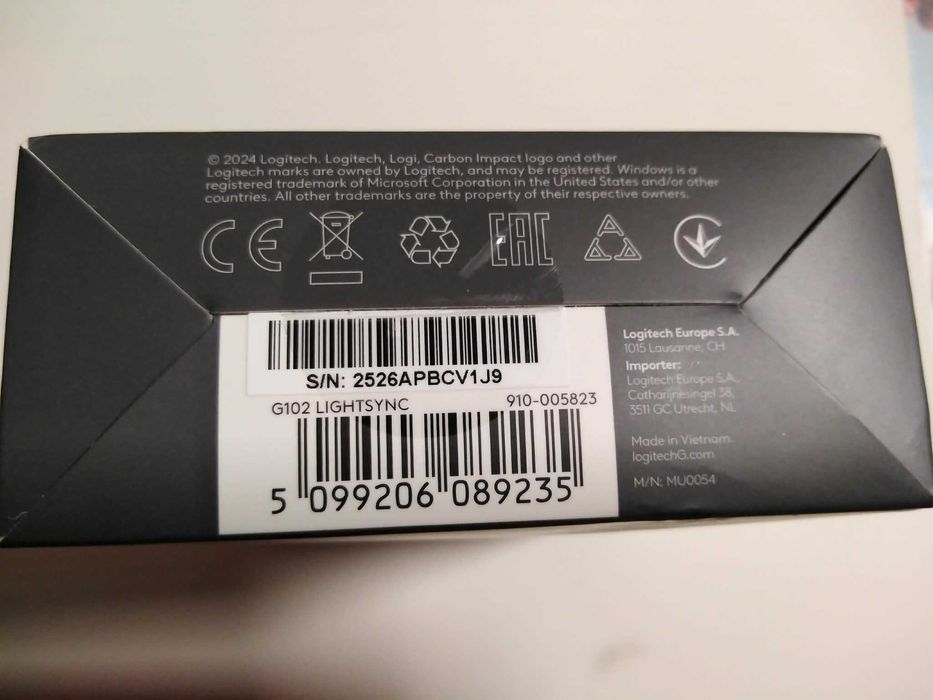 © 2024 Logitech. Logitech, Logi, Carbon Impact logo and other
Logitech marks are owned by Logitech, and may be registered. Windows is a
registered trademark of Microsoft Corporation in the United States and/or other
countries. All other trademarks are the property of their respective owners.
CE
EAC
S/N: 2526APBCV1J9
G102 LIGHTSYNC 910-005823
5 099206 089235
Logitech Europe S.A.
1015 Lausanne, CH
Importer:
Logitech Europe S.A.,
Catharijnesingel 38,
3511 GC Utrecht, NL
Made in Vietnam.
logitechG.com
M/N: MU0054